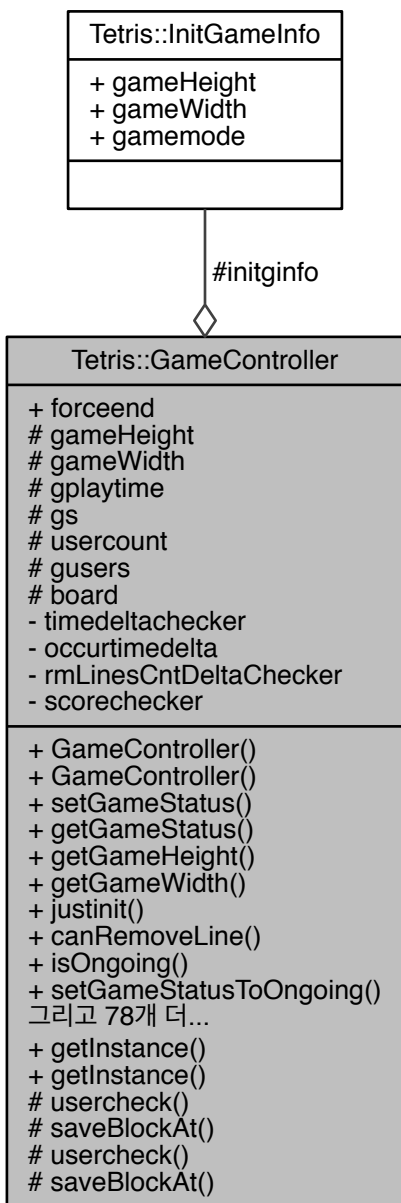 Tetris::InitGameInfo
+ gameHeight
+ gameWidth
+ gamemode
#initginfo
Tetris::GameController
+ forceend
# gameHeight
# gameWidth
# gplaytime
# gs
# usercount
# gusers
# board
- timedeltachecker
- occurtimedelta
- rmLinesCntDeltaChecker
- scorechecker
+ GameController()
+ GameController()
+ setGameStatus()
+ getGameStatus()
+ getGameHeight()
+ getGameWidth()
+ justinit()
+ canRemoveLine()
+ isOngoing()
+ setGameStatusToOngoing()
그리고 78개 더...
+ getInstance()
+ getInstance()
# usercheck()
# saveBlockAt()
# usercheck()
# saveBlockAt()